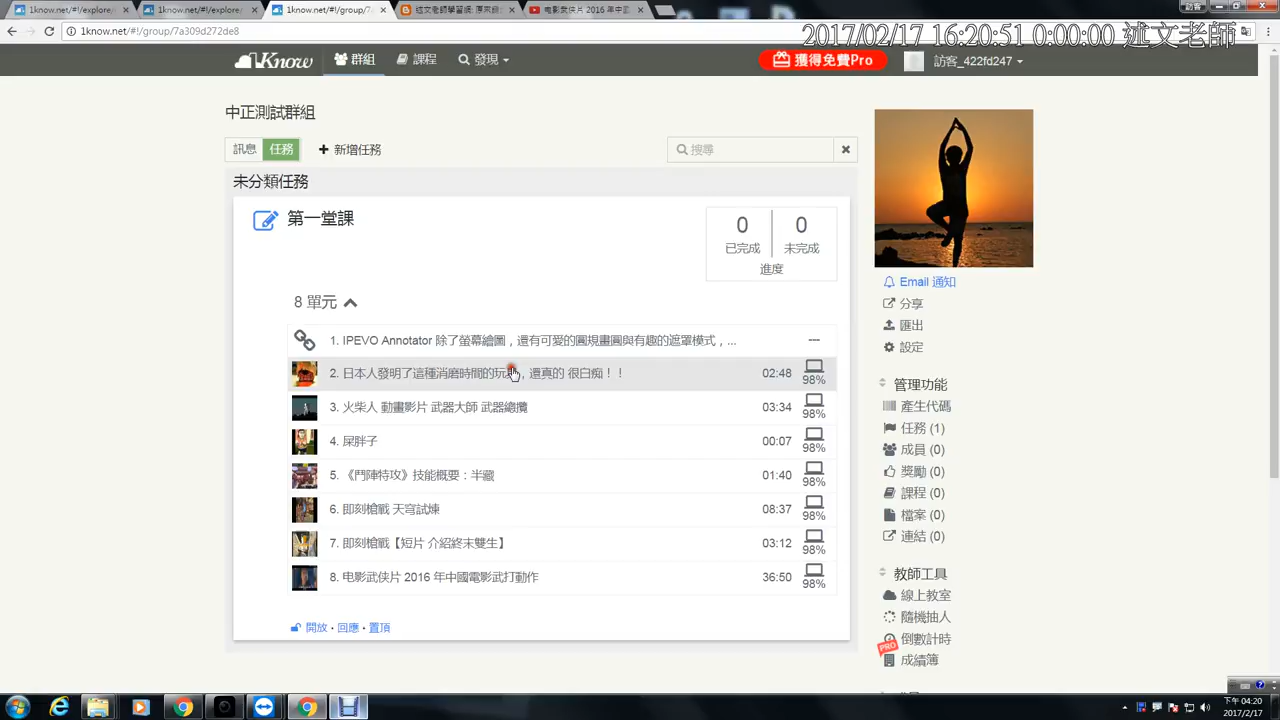 1know.net/#!/explore/
1know.net/#!/explore/
1know.net/#!/group/7
述文老師學習網: 厚
电影武侠片 2016 年中
訪客
1know.net/#!/group/7a309d272de8
2017/02/17 16:20:51 0:00:00 述文老師
1Know
群組
課程
發現
獲得免費Pro
訪客_422fd247
中正測試群組
訊息
任務
新增任務
搜尋
未分類任務
第一堂課
0
已完成
0
未完成
進度
8 單元
1. IPEVO Annotator 除了螢幕繪圖，還有可愛的圓規畫圓與有趣的遮罩模式，...
---
2. 日本人發明了這種消磨時間的玩，還真的 很白痴！！
02:48
98%
3. 火柴人 動畫影片 武器大師 武器總攬
03:34
98%
4. 屎胖子
00:07
98%
5. 《鬥陣特攻》技能概要：半藏
01:40
98%
6. 即刻槍戰 天穹試煉
08:37
98%
7. 即刻槍戰【短片 介紹終末雙生】
03:12
98%
8. 电影武侠片 2016 年中國電影武打動作
36:50
98%
開放・回應・置頂
Email 通知
分享
匯出
設定
管理功能
產生代碼
任務 (1)
成員 (0)
獎勵 (0)
課程 (0)
檔案 (0)
連結 (0)
教師工具
線上教室
隨機抽人
倒數計時
PRO
成績簿
下午 04:20
2017/2/17